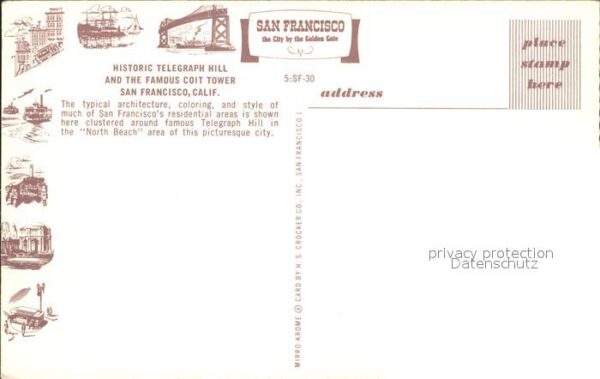 SAN FRANCISCO
the City by the Golden Gate
HISTORIC TELEGRAPH HILL
AND THE FAMOUS COIT TOWER
SAN FRANCISCO, CALIF.
The typical architecture, coloring, and style of
much of San Francisco's residential areas is shown
here clustered around famous Telegraph Hill in
the "North Beach" area of this picturesque city.
5:SF-30
address
place
stamp
here
MIRRO-KROME ® CARD BY H. S. CROCKER CO., INC., SAN FRANCISCO 1
privacy protection
Datenschutz